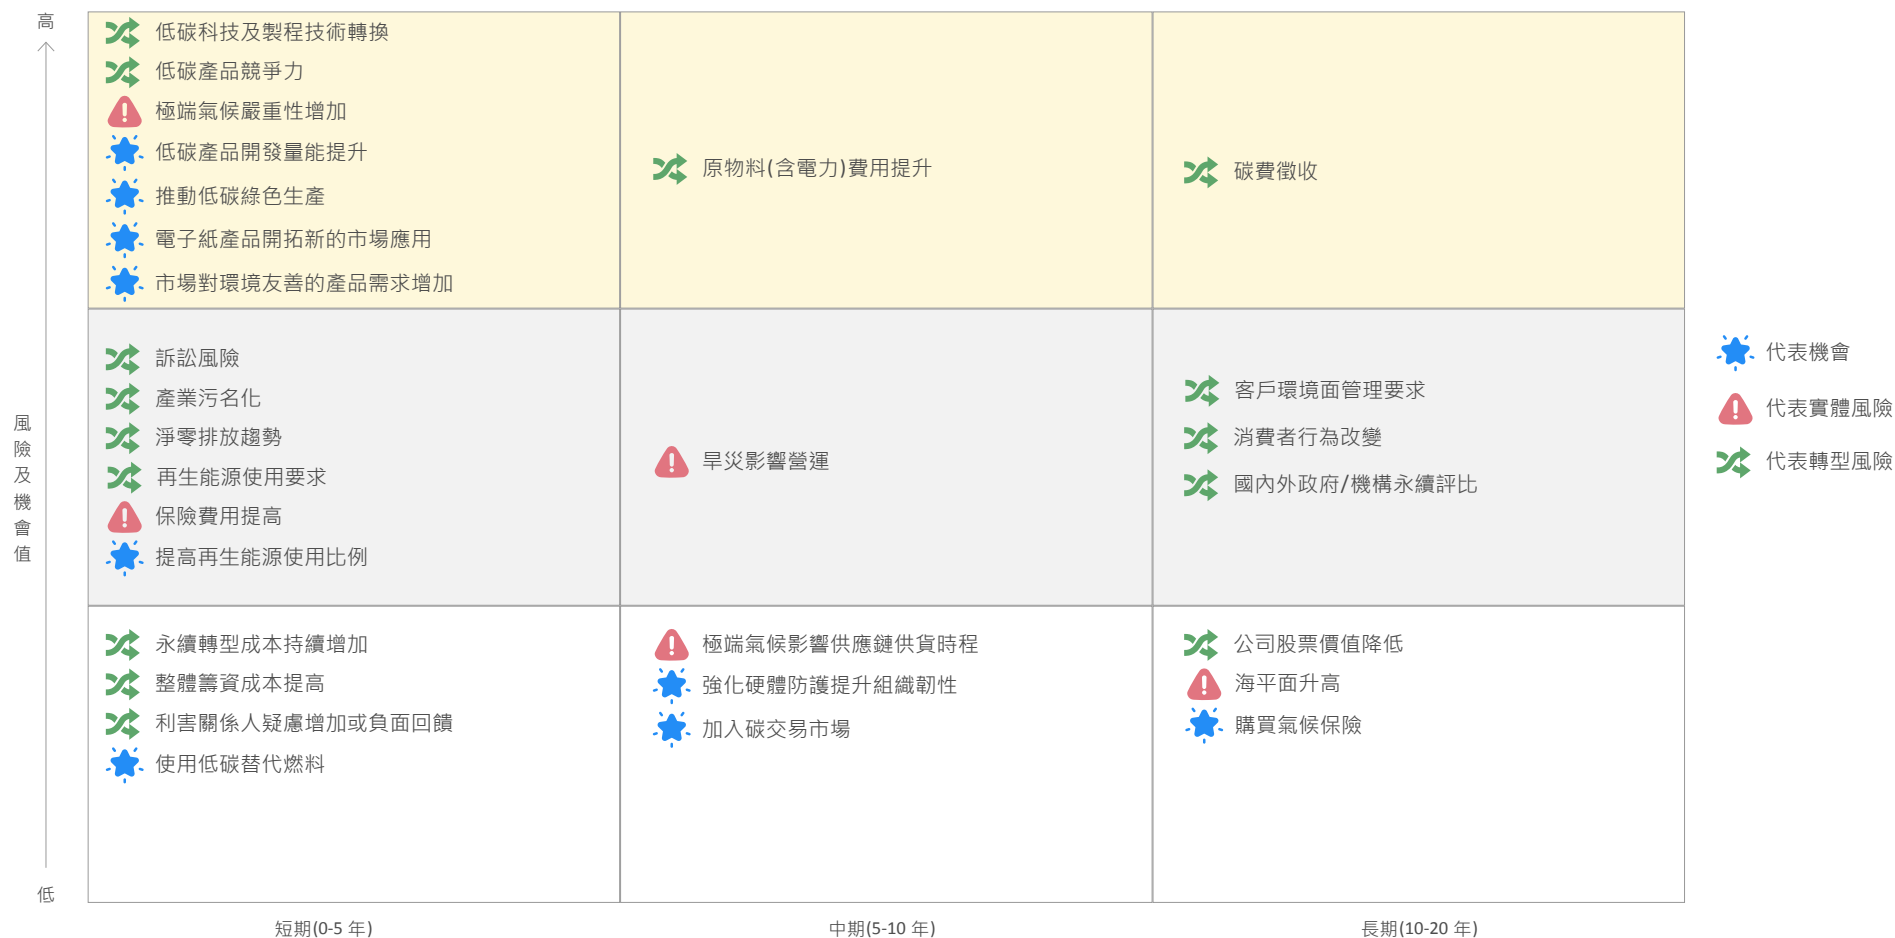 高
風險及機會值
低
低碳科技及製程技術轉換
低碳產品競爭力
極端氣候嚴重性增加
低碳產品開發量能提升
推動低碳綠色生產
電子紙產品開拓新的市場應用
市場對環境友善的產品需求增加
原物料(含電力)費用提升
碳費徵收
訴訟風險
產業污名化
淨零排放趨勢
再生能源使用要求
保險費用提高
提高再生能源使用比例
旱災影響營運
客戶環境面管理要求
消費者行為改變
國內外政府/機構永續評比
永續轉型成本持續增加
整體籌資成本提高
利害關係人疑慮增加或負面回饋
使用低碳替代燃料
極端氣候影響供應鏈供貨時程
強化硬體防護提升組織韌性
加入碳交易市場
公司股票價值降低
海平面升高
購買氣候保險
短期(0-5 年)
中期(5-10 年)
長期(10-20 年)
代表機會
代表實體風險
代表轉型風險